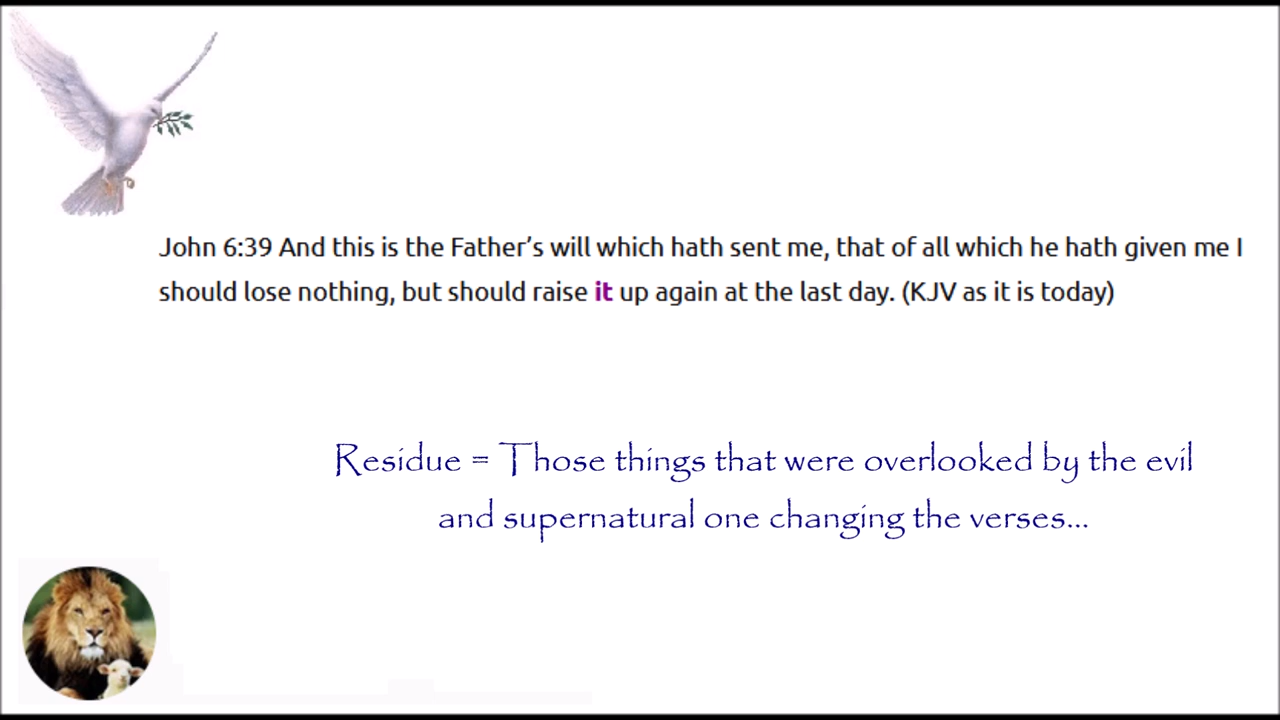 John 6:39 And this is the Father’s will which hath sent me, that of all which he hath given me I
should lose nothing, but should raise it up again at the last day. (KJV as it is today)
Residue = Those things that were overlooked by the evil
and supernatural one changing the verses...